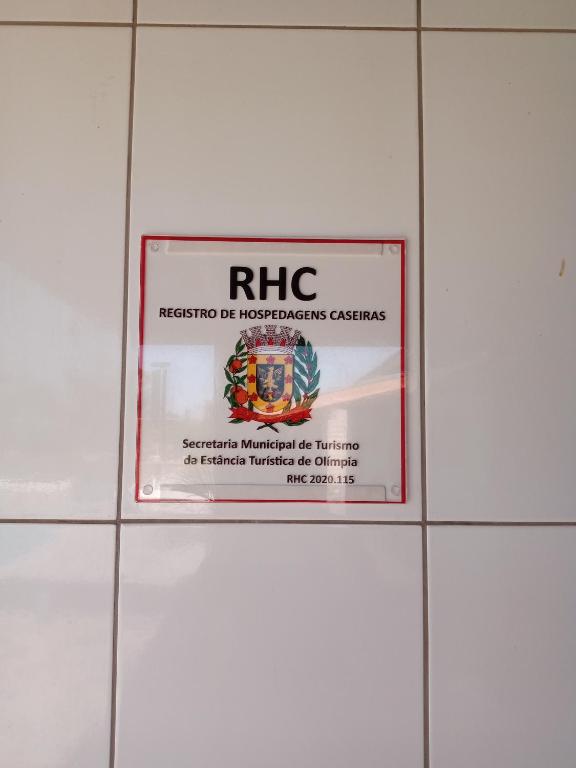 RHC
REGISTRO DE HOSPEDAGENS CASEIRAS
Secretaria Municipal de Turismo
da Estância Turística de Olímpia
RHC 2020.115